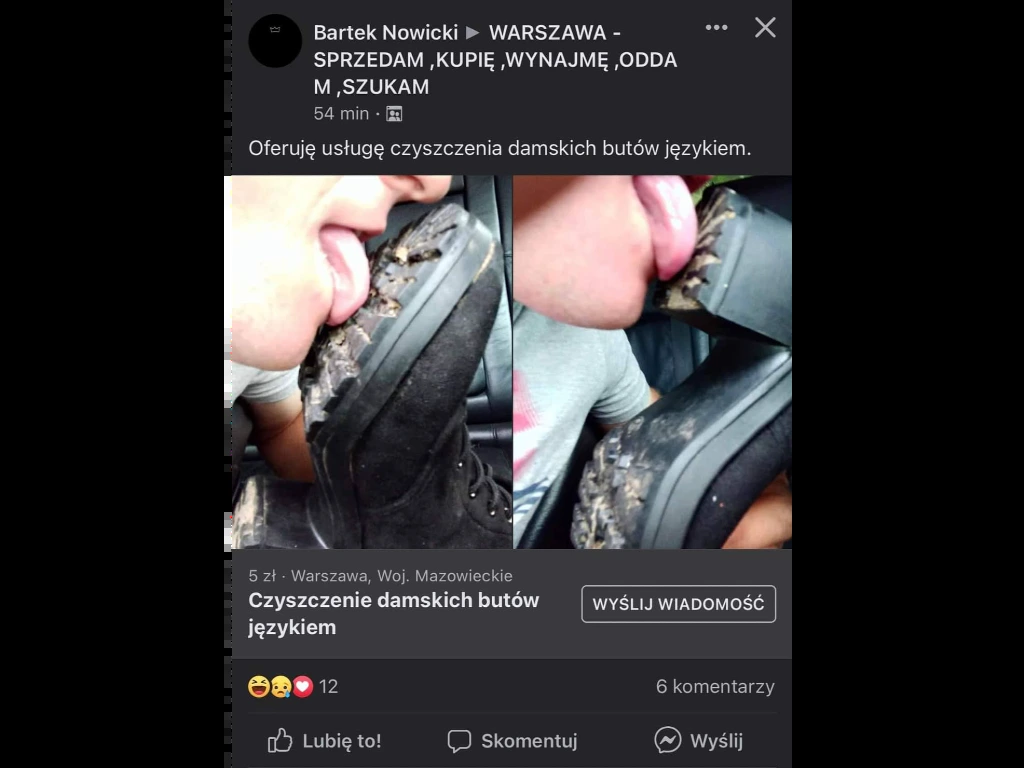 Bartek Nowicki ▶ WARSZAWA -
SPRZEDAM ,KUPIĘ ,WYNAJMĘ ,ODDA
M ,SZUKAM
54 min ·
Oferuję usługę czyszczenia damskich butów językiem.
5 zł · Warszawa, Woj. Mazowieckie
Czyszczenie damskich butów
językiem
WYŚLIJ WIADOMOŚĆ
12
6 komentarzy
Lubię to!
Skomentuj
Wyślij